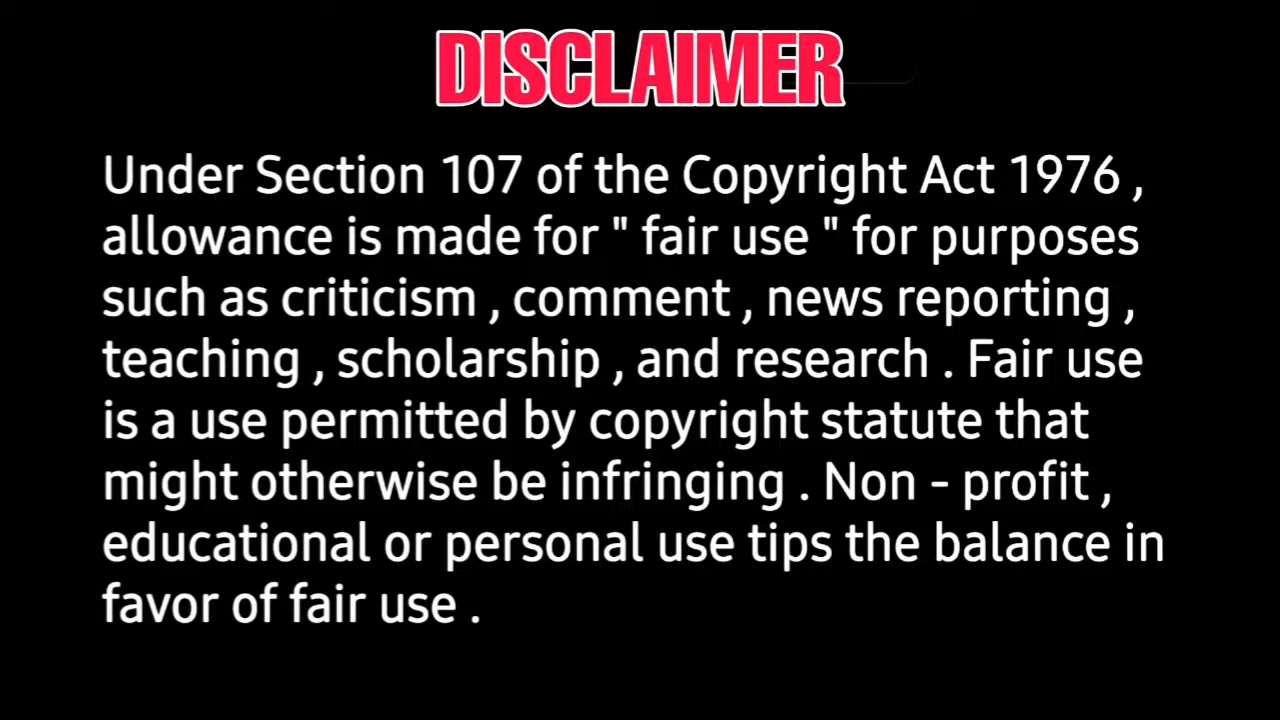 DISCLAIMER
Under Section 107 of the Copyright Act 1976 ,
allowance is made for " fair use " for purposes
such as criticism , comment , news reporting ,
teaching , scholarship , and research . Fair use
is a use permitted by copyright statute that
might otherwise be infringing . Non - profit ,
educational or personal use tips the balance in
favor of fair use .